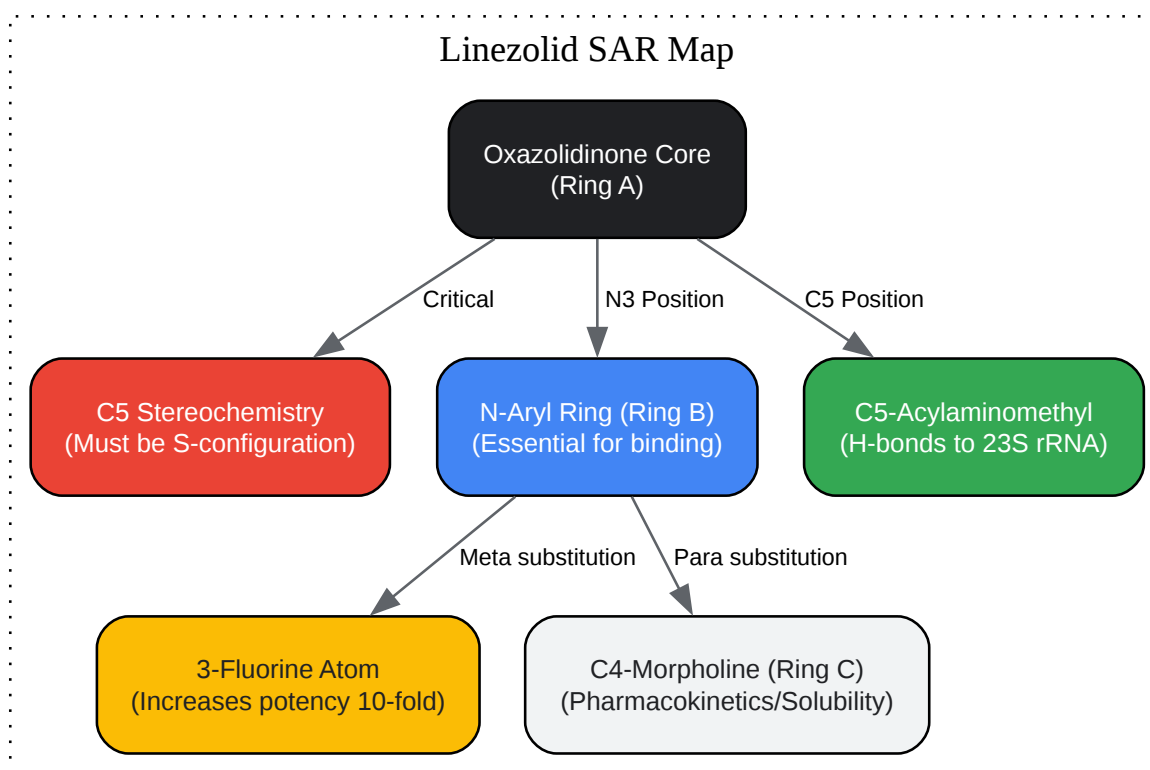 Linezolid SAR Map
Oxazolidinone Core
(Ring A)
Critical
N3 Position
C5 Position
C5 Stereochemistry
(Must be S-configuration)
N-Aryl Ring (Ring B)
(Essential for binding)
C5-Acylaminomethyl
(H-bonds to 23S rRNA)
Meta substitution
Para substitution
3-Fluorine Atom
(Increases potency 10-fold)
C4-Morpholine (Ring C)
(Pharmacokinetics/Solubility)